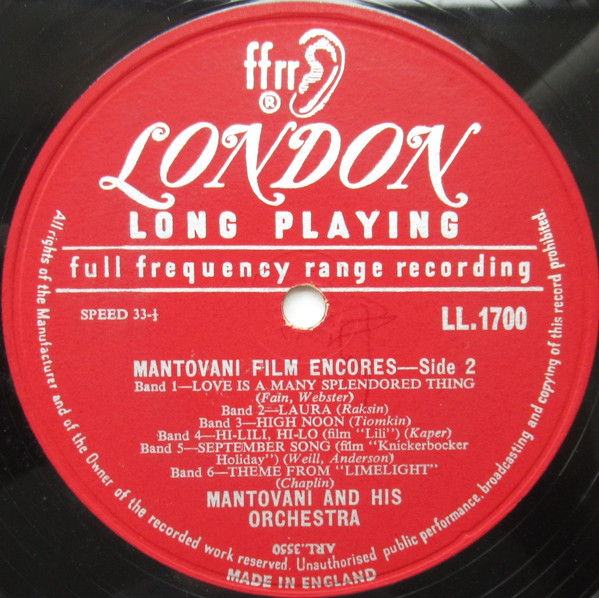 ffrr
®
LONDON
LONG PLAYING
full frequency range recording
SPEED 33-⅓
LL.1700
MANTOVANI FILM ENCORES—Side 2
Band 1—LOVE IS A MANY SPLENDORED THING
(Fain, Webster)
Band 2—LAURA (Raksin)
Band 3—HIGH NOON (Tiomkin)
Band 4—HI-LILI, HI-LO (film "Lili") (Kaper)
Band 5—SEPTEMBER SONG (film "Knickerbocker
Holiday") (Weill, Anderson)
Band 6—THEME FROM "LIMELIGHT"
(Chaplin)
MANTOVANI AND HIS
ORCHESTRA
ARL.3550
All rights of the Manufacturer and of the Owner of the recorded work reserved. Unauthorised public performance, broadcasting and copying of this record prohibited.
MADE IN ENGLAND